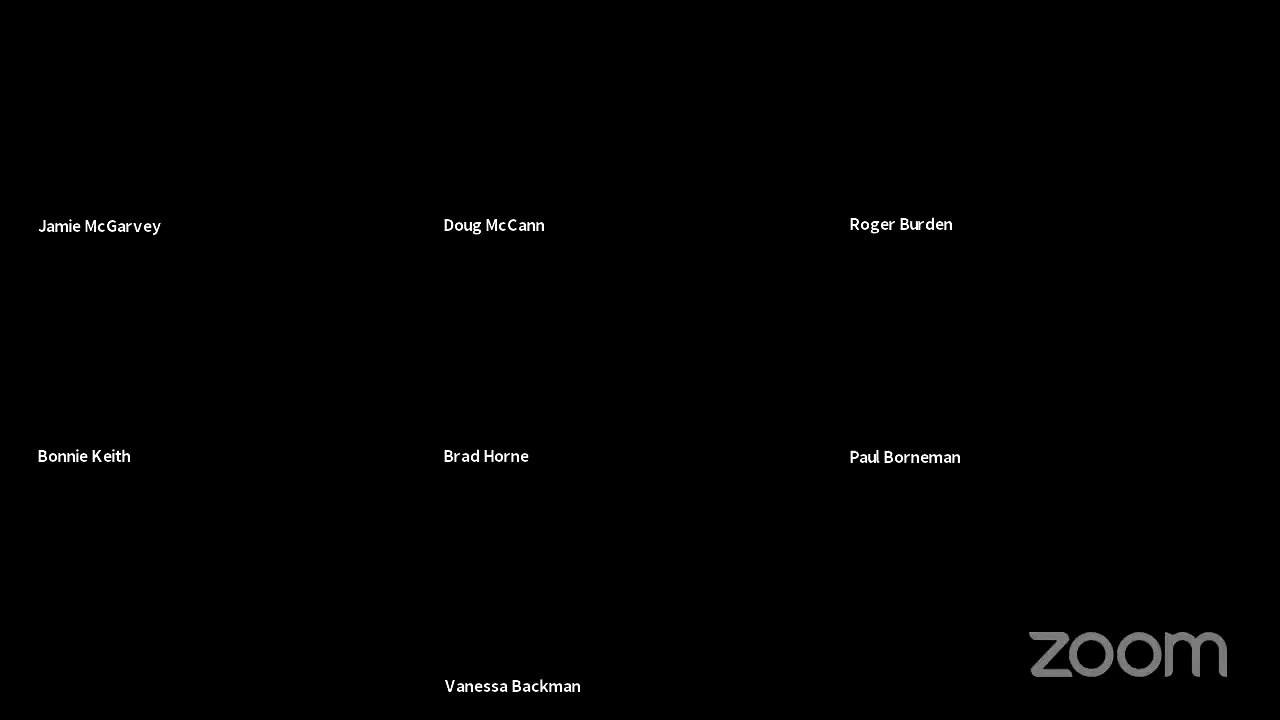 Jamie McGarvey
Doug McCann
Roger Burden
Bonnie Keith
Brad Horne
Paul Borneman
Vanessa Backman
zoom